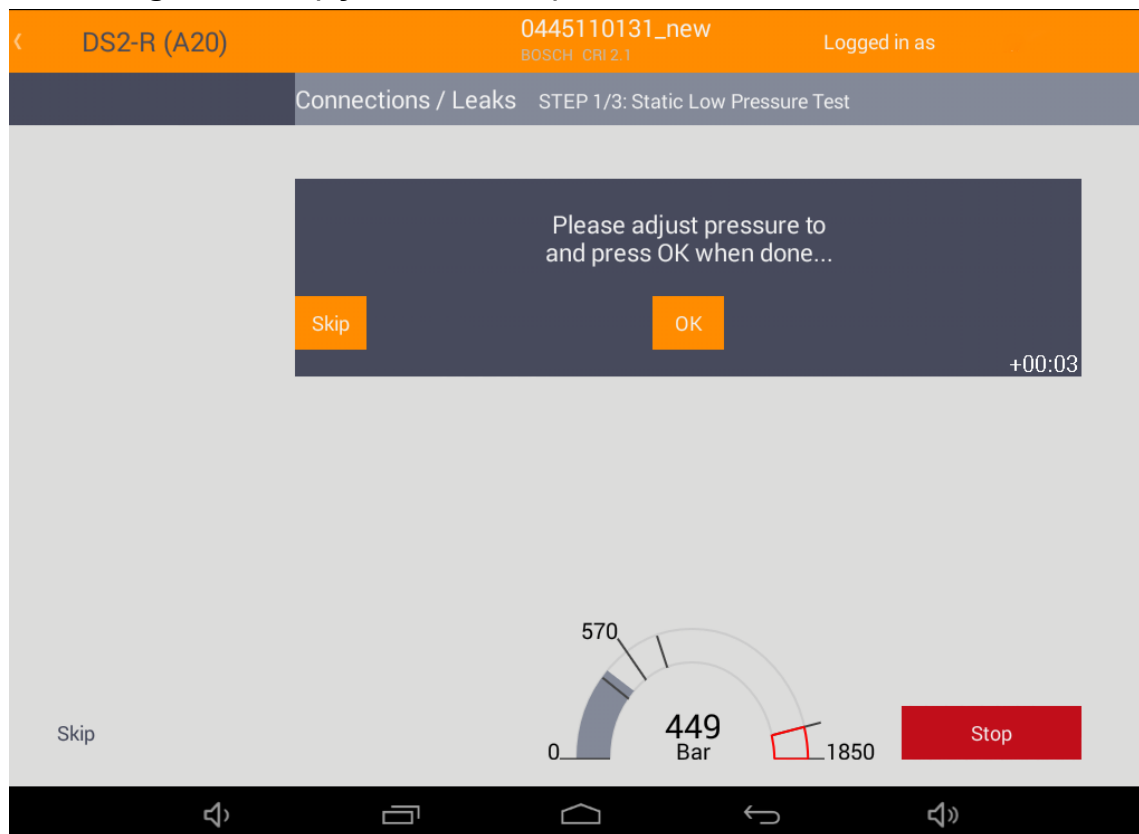 DS2-R (A20)
0445110131_new
BOSCH CRI 2.1
Logged in as
Connections / Leaks STEP 1/3: Static Low Pressure Test
Please adjust pressure to
and press OK when done...
Skip
OK
+00:03
570
449
Bar
0
1850
Skip
Stop